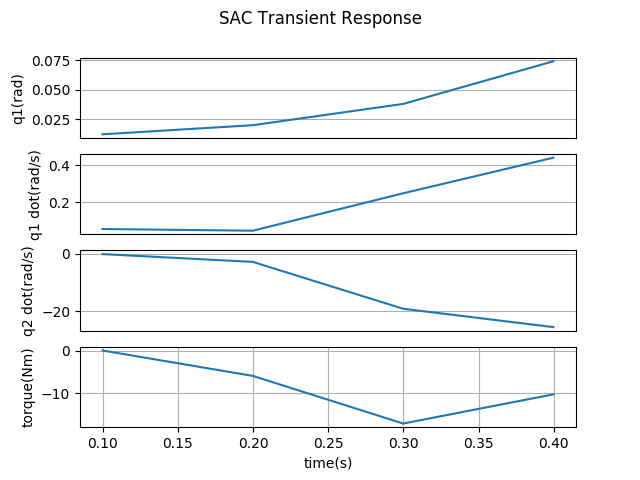 SAC Transient Response
0.075
0.050
0.025
q1(rad)
0.4
0.2
q1 dot(rad/s)
0
−20
q2 dot(rad/s)
0
−10
torque(Nm)
0.10 0.15 0.20 0.25 0.30 0.35 0.40
time(s)